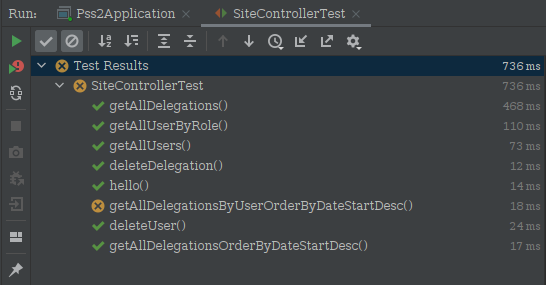 Run: Pss2Application × SiteControllerTest ×
Test Results 736 ms
SiteControllerTest 736 ms
getAllDelegations() 468 ms
getAllUserByRole() 110 ms
getAllUsers() 73 ms
deleteDelegation() 12 ms
hello() 14 ms
getAllDelegationsByUserOrderByDateStartDesc() 18 ms
deleteUser() 24 ms
getAllDelegationsOrderByDateStartDesc() 17 ms